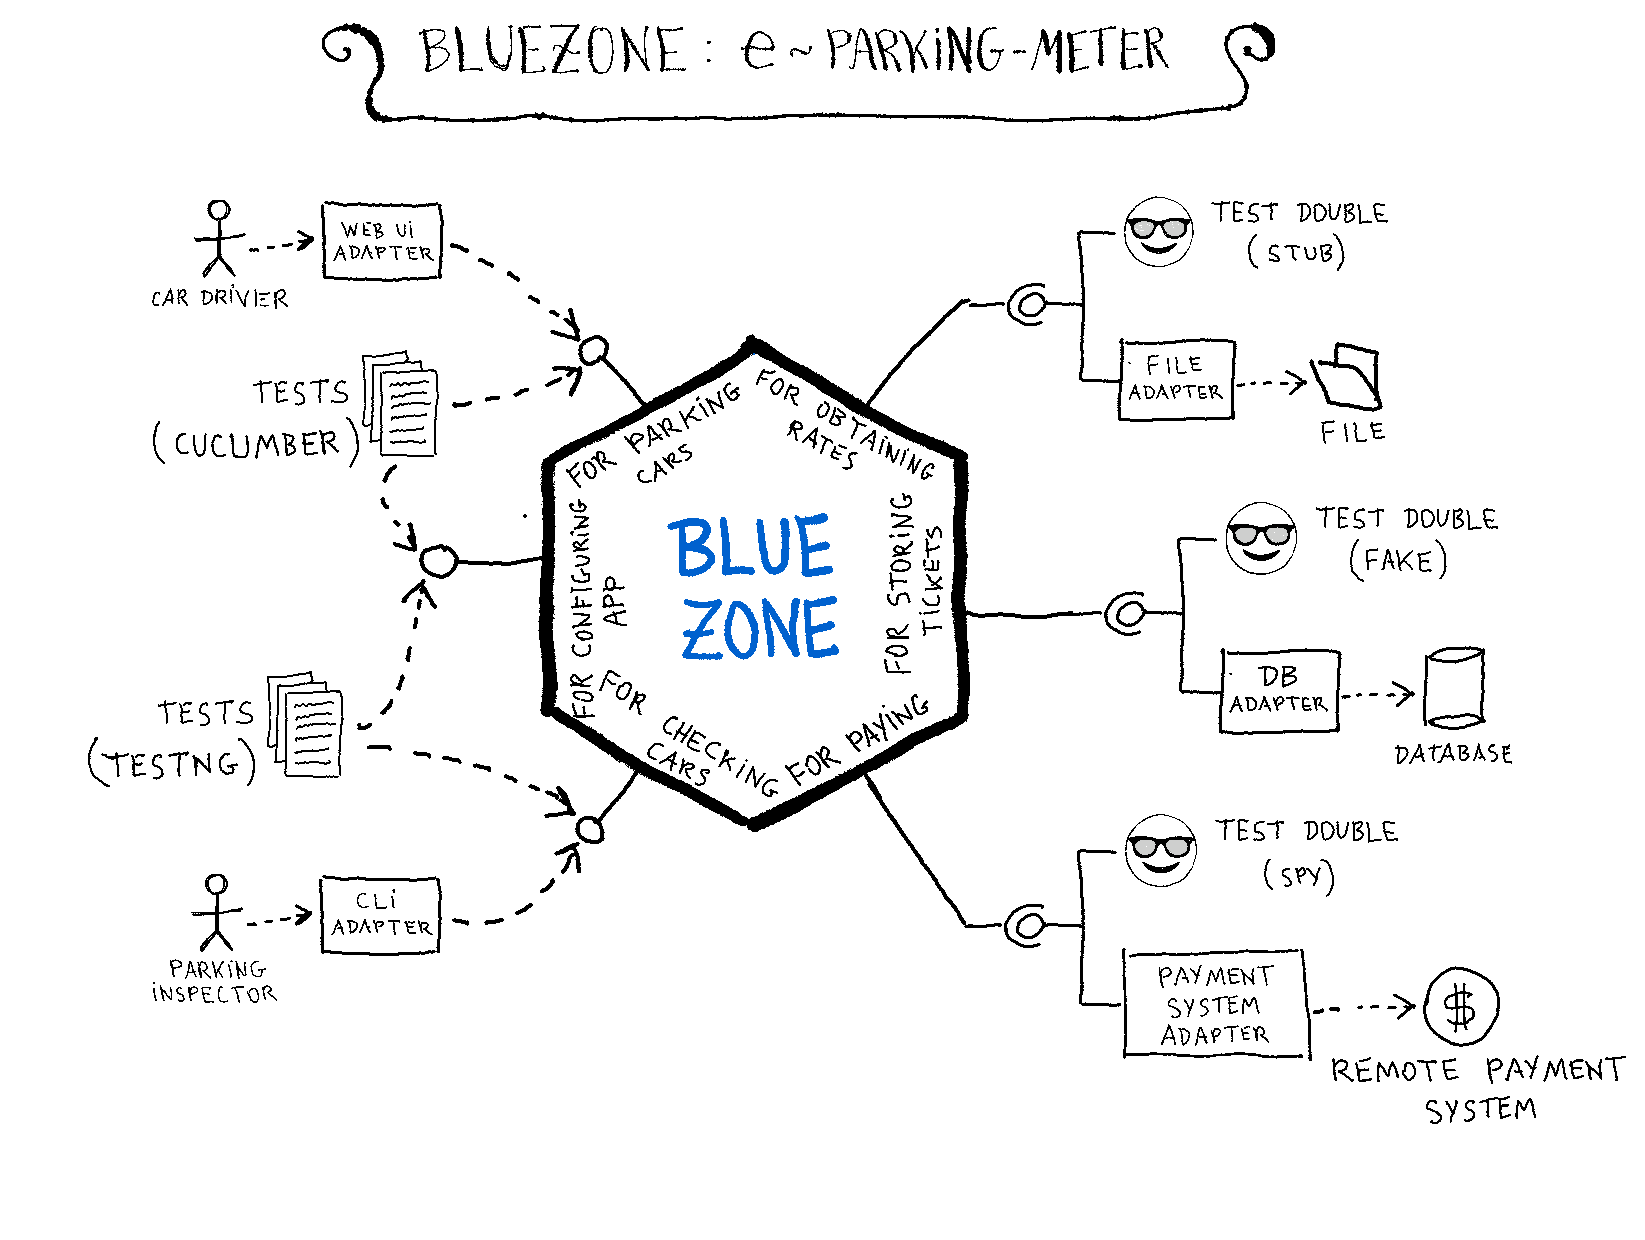 BLUEZONE: e~PARKiNG-METER
WEB Ui
ADAPTER
CAR DRiVER
TESTS
(CUCUMBER)
TESTS
(TESTNG)
CLi
ADAPTER
PARKiNG
iNSPECTOR
FOR PARKiNG
CARS
FOR CONFIGURiNG
APP
FOR CHECKiNG
CARS
BLUE
ZONE
FOR OBTAiNiNG
RATES
FOR STORiNG
TiCKETS
FOR PAYiNG
TEST DOUBLE
(STUB)
FILE
ADAPTER
FILE
TEST DOUBLE
(FAKE)
DB
ADAPTER
DATABASE
TEST DOUBLE
(SPY)
PAYMENT
SYSTEM
ADAPTER
$
REMOTE PAYMENT
SYSTEM